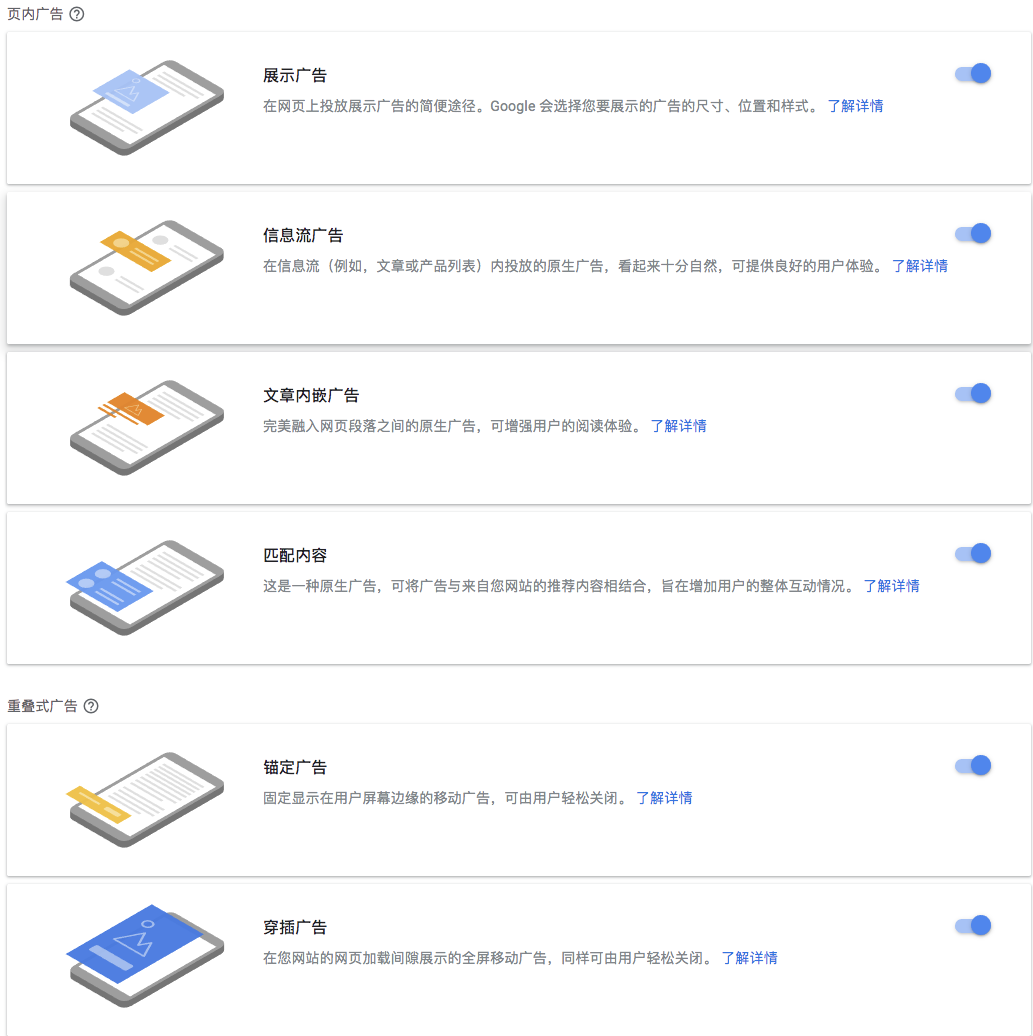 页内广告 ?
展示广告
在网页上投放展示广告的简便途径。Google 会选择您要展示的广告的尺寸、位置和样式。 了解详情
信息流广告
在信息流（例如，文章或产品列表）内投放的原生广告，看起来十分自然，可提供良好的用户体验。 了解详情
文章内嵌广告
完美融入网页段落之间的原生广告，可增强用户的阅读体验。 了解详情
匹配内容
这是一种原生广告，可将广告与来自您网站的推荐内容相结合，旨在增加用户的整体互动情况。 了解详情
重叠式广告 ?
锚定广告
固定显示在用户屏幕边缘的移动广告，可由用户轻松关闭。 了解详情
穿插广告
在您网站的网页加载间隙展示的全屏移动广告，同样可由用户轻松关闭。 了解详情